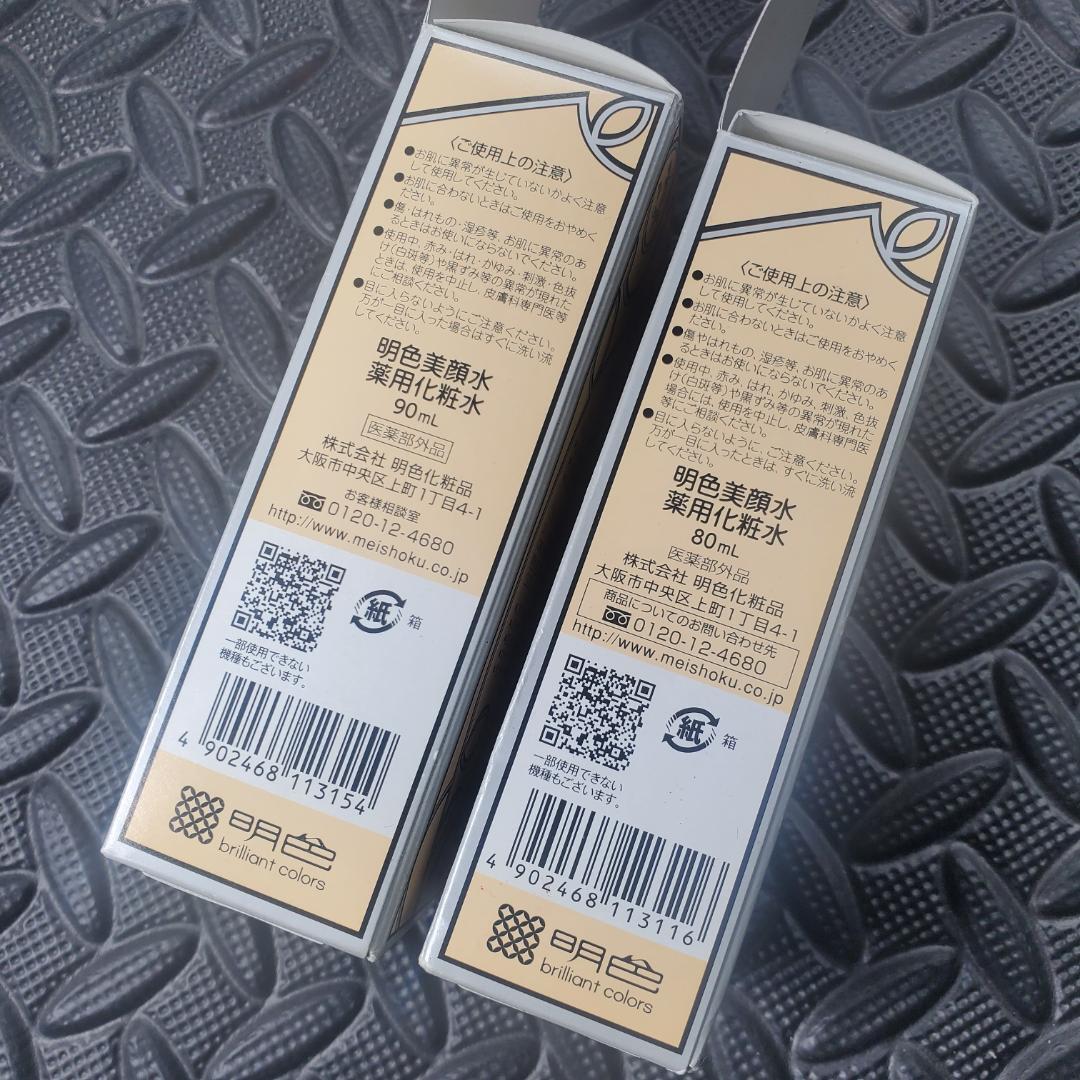 〈ご使用上の注意〉
●お肌に異常が生じていないかよく注意
して使用してください。
●お肌に合わないときはご使用をおやめく
ださい。
●傷・はれもの・湿疹等、お肌に異常のあ
るときはお使いにならないでください。
●使用中、赤み・はれ・かゆみ・刺激・色抜
け(白斑等)や黒ずみ等の異常が現れた
ときは、使用を中止し、皮膚科専門医等
にご相談ください。
●目に入らないようにご注意ください。
万が一目に入った場合はすぐに洗い流
してください。
明色美顔水
薬用化粧水
90mL
医薬部外品
株式会社 明色化粧品
大阪市中央区上町1丁目4-1
お客様相談室
0120-12-4680
http://www.meishoku.co.jp
紙 箱
一部使用できない
機種もございます。
4 902468 113154
明色
brilliant colors
〈ご使用上の注意〉
●お肌に異常が生じていないかよく注意
して使用してください。
●お肌に合わないときはご使用をおやめく
ださい。
●傷やはれもの、湿疹等、お肌に異常のあ
るときはお使いにならないでください。
●使用中、赤み、はれ、かゆみ、刺激、色抜
け(白斑等)や黒ずみ等の異常が現れた
場合には、使用を中止し、皮膚科専門医
等にご相談ください。
●目に入らないように、ご注意ください。
万が一目に入ったときは、すぐに洗い流
してください。
明色美顔水
薬用化粧水
80mL
医薬部外品
株式会社 明色化粧品
大阪市中央区上町1丁目4-1
商品についてのお問い合わせ先
0120-12-4680
http://www.meishoku.co.jp
紙 箱
一部使用できない
機種もございます。
4 902468 113116
明色
brilliant colors